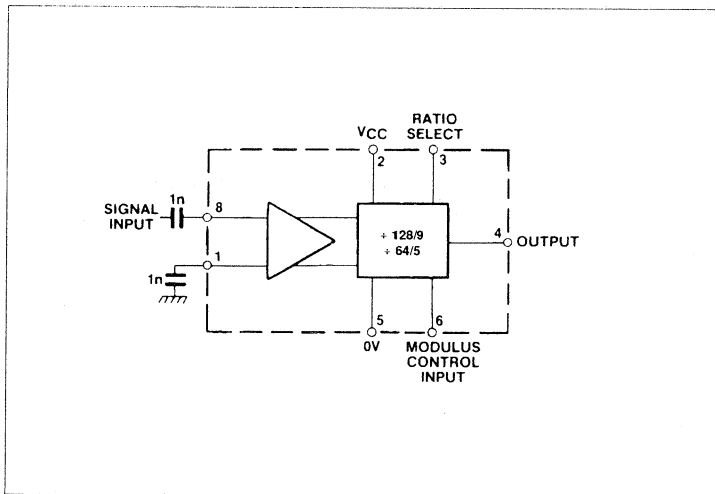 RATIO
SELECT
VCC
2
3
1n
SIGNAL
INPUT
8
÷ 128/9
÷ 64/5
4
OUTPUT
1
1n
5
6
0V
MODULUS
CONTROL
INPUT